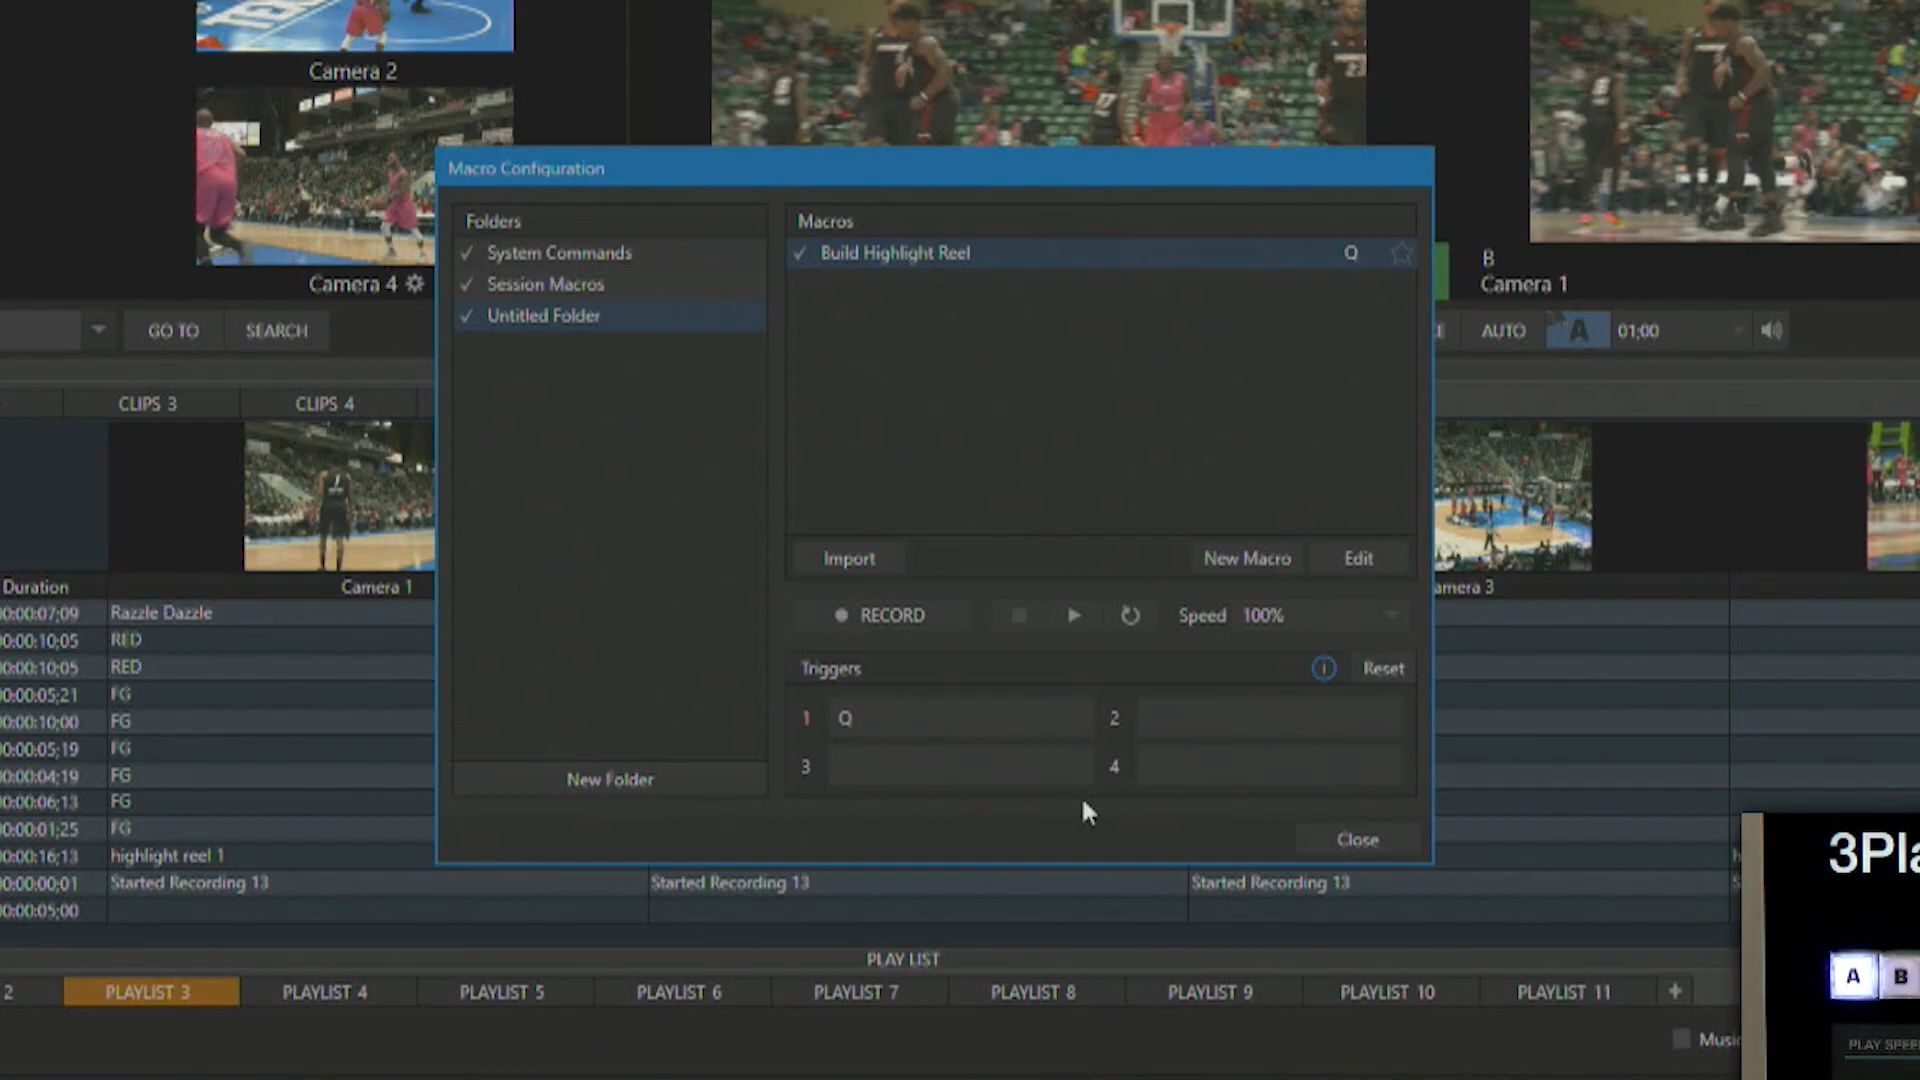 Camera 2
Camera 4
B
Camera 1
GO TO
SEARCH
AUTO
A
01;00
CLIPS 3
CLIPS 4
Macro Configuration
Folders
✓ System Commands
✓ Session Macros
✓ Untitled Folder
New Folder
Macros
✓ Build Highlight Reel Q
Import
New Macro
Edit
RECORD
Speed 100%
Triggers
Reset
1 Q
2
3
4
Close
Duration
Camera 1
amera 3
00:00:07;09 Razzle Dazzle
00:00:10;05 RED
00:00:10;05 RED
00:00:05;21 FG
00:00:10;00 FG
00:00:05;19 FG
00:00:04;19 FG
00:00:06;13 FG
00:00:01;25 FG
00:00:16;13 highlight reel 1
00:00:00;01 Started Recording 13 Started Recording 13 Started Recording 13
00:00:05;00
PLAY LIST
2
PLAYLIST 3
PLAYLIST 4
PLAYLIST 5
PLAYLIST 6
PLAYLIST 7
PLAYLIST 8
PLAYLIST 9
PLAYLIST 10
PLAYLIST 11
+
Music
3Pla
A
B
PLAY SPEE